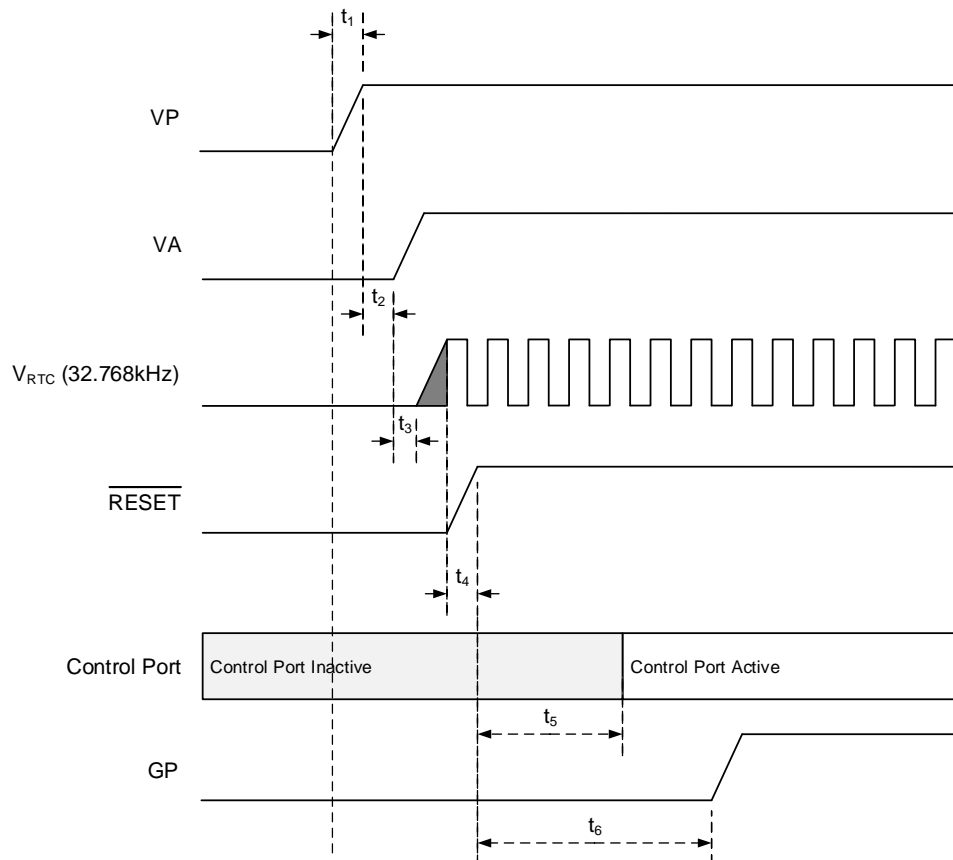 t₁
VP
VA
t₂
V_RTC (32.768kHz)
t₃
RESET
t₄
Control Port
Control Port Inactive
Control Port Active
t₅
GP
t₆